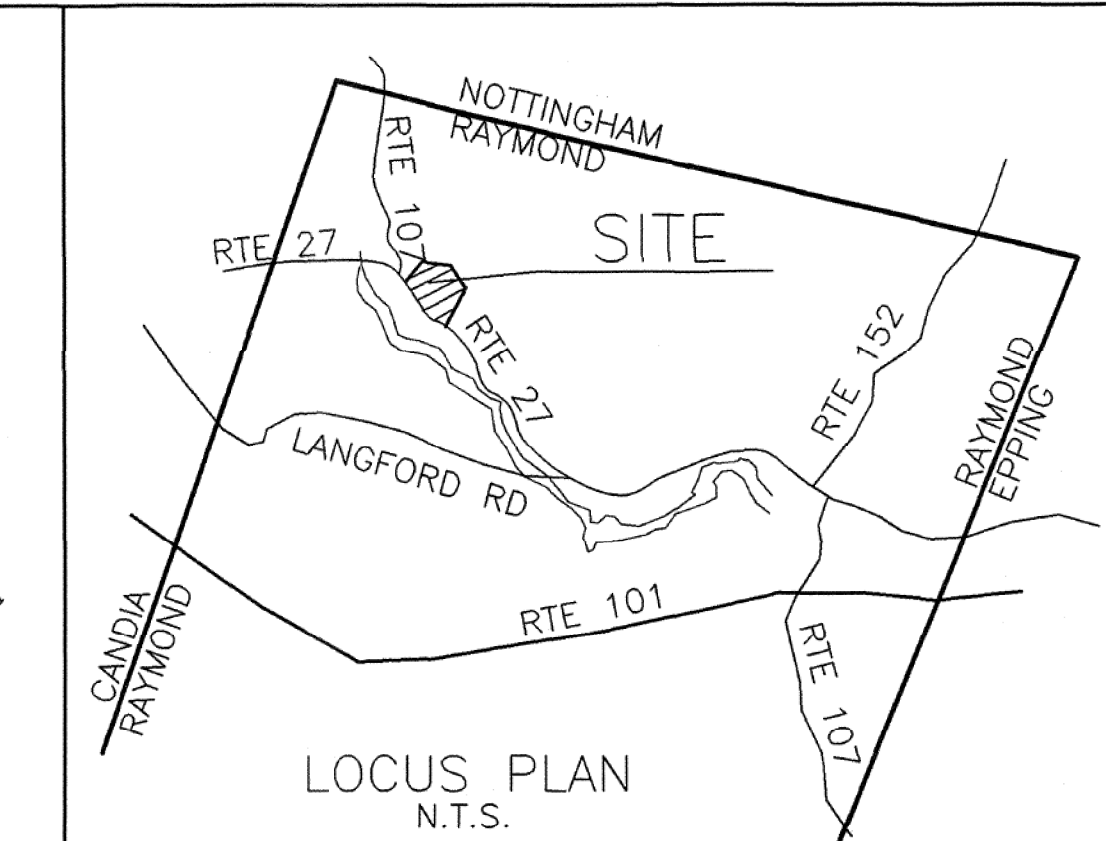 NOTTINGHAM
RAYMOND
RTE 107
SITE
RTE 27
RTE 27
RTE 152
RAYMOND
EPPING
LANGFORD RD
RTE 101
CANDIA
RAYMOND
RTE 107
LOCUS PLAN
N.T.S.